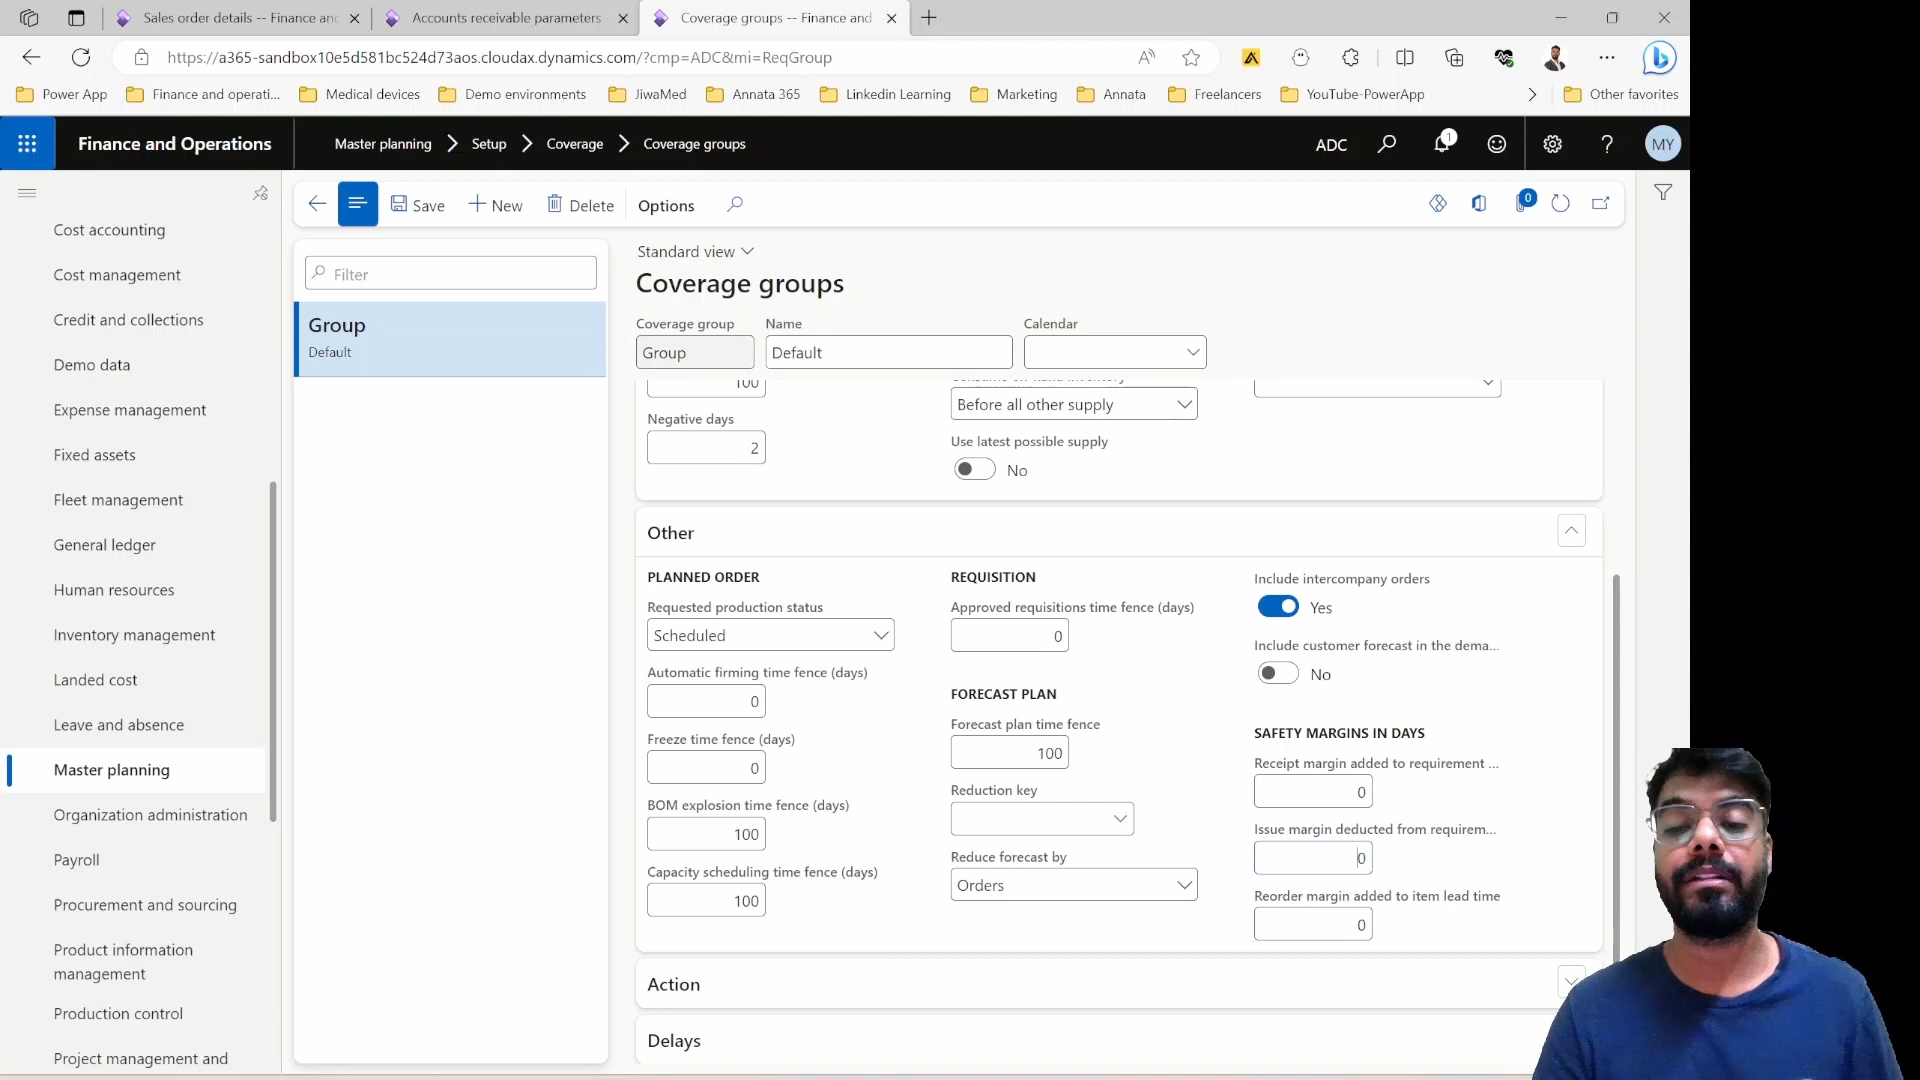 Sales order details -- Finance and
Accounts receivable parameters
Coverage groups -- Finance and
https://a365-sandbox10e5d581bc524d73aos.cloudax.dynamics.com/?cmp=ADC&mi=ReqGroup
Power App
Finance and operati...
Medical devices
Demo environments
JiwaMed
Annata 365
Linkedin Learning
Marketing
Annata
Freelancers
YouTube-PowerApp
Other favorites
Finance and Operations
Master planning
Setup
Coverage
Coverage groups
ADC
1
MY
Save
New
Delete
Options
0
Cost accounting
Cost management
Credit and collections
Demo data
Expense management
Fixed assets
Fleet management
General ledger
Human resources
Inventory management
Landed cost
Leave and absence
Master planning
Organization administration
Payroll
Procurement and sourcing
Product information
management
Production control
Project management and
Filter
Group
Default
Standard view
Coverage groups
Coverage group
Name
Calendar
Group
Default
100
Before all other supply
Negative days
2
Use latest possible supply
No
Other
PLANNED ORDER
Requested production status
Scheduled
Automatic firming time fence (days)
0
Freeze time fence (days)
0
BOM explosion time fence (days)
100
Capacity scheduling time fence (days)
100
REQUISITION
Approved requisitions time fence (days)
0
FORECAST PLAN
Forecast plan time fence
100
Reduction key
Reduce forecast by
Orders
Include intercompany orders
Yes
Include customer forecast in the dema...
No
SAFETY MARGINS IN DAYS
Receipt margin added to requirement ...
0
Issue margin deducted from requirem...
0
Reorder margin added to item lead time
0
Action
Delays